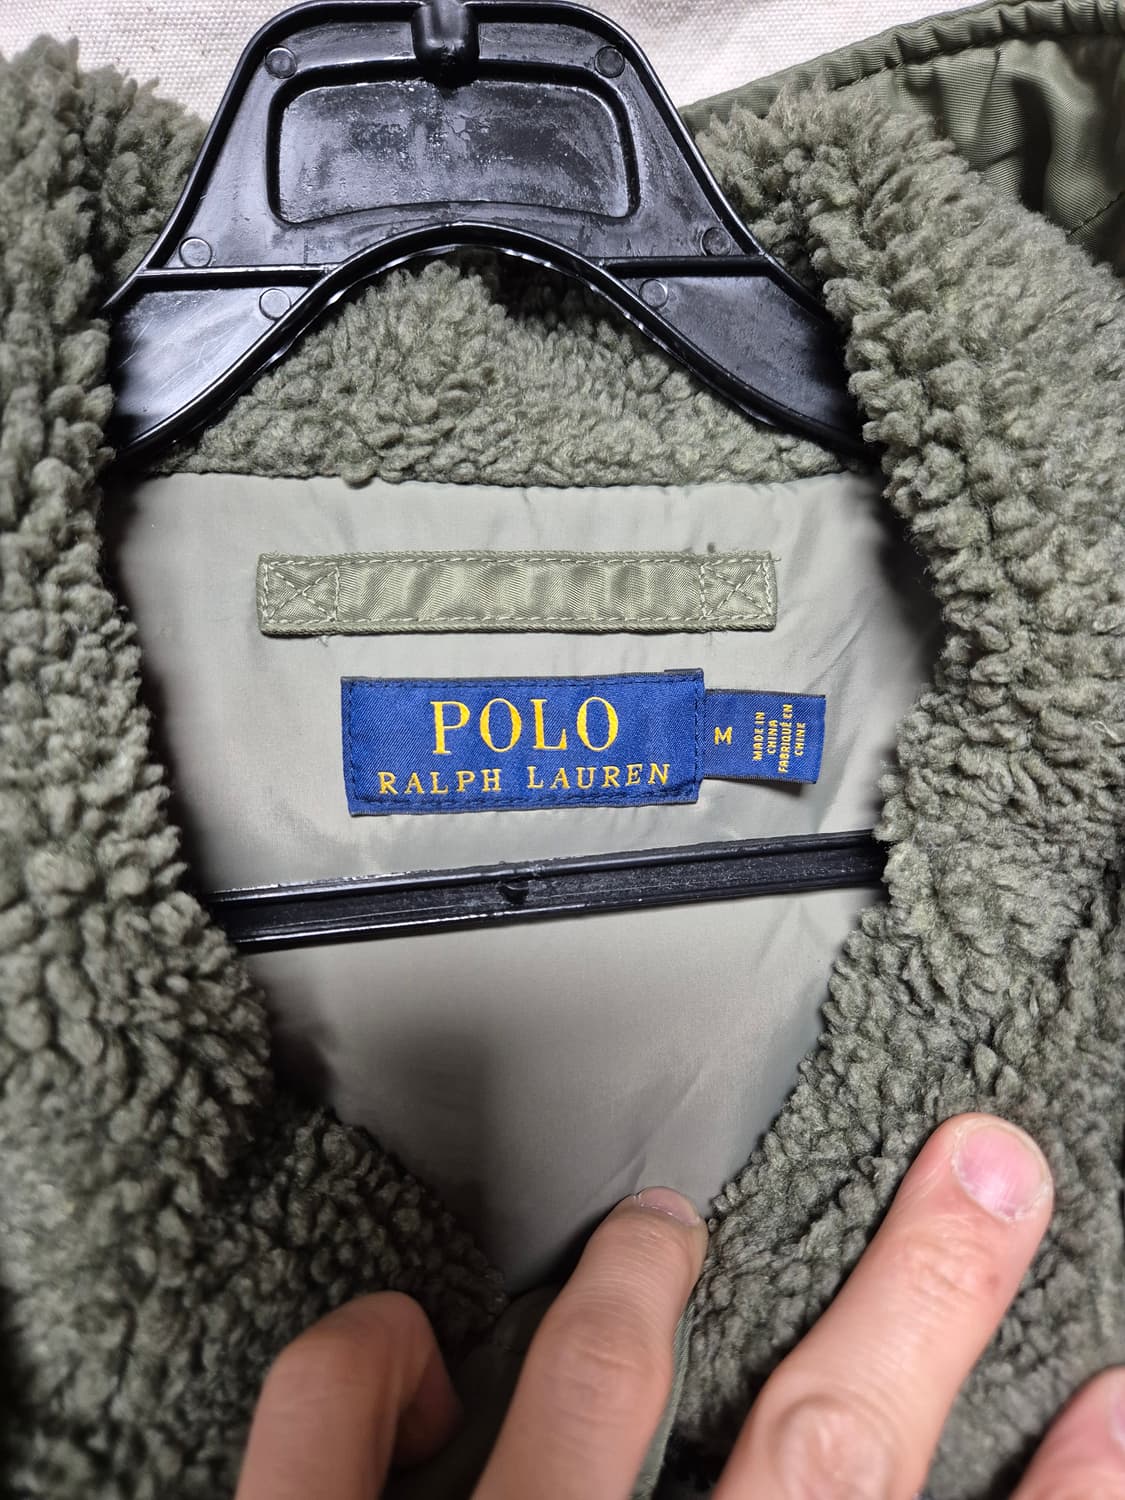 POLO
RALPH LAUREN
M
MADE IN
CHINA
FABRIQUÉ EN
CHINE